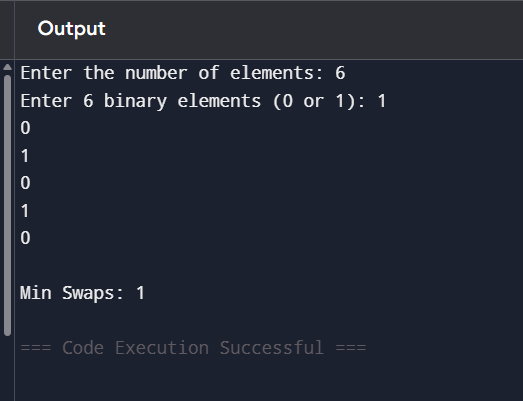 Output
Enter the number of elements: 6
Enter 6 binary elements (0 or 1): 1
0
1
0
1
0
Min Swaps: 1
=== Code Execution Successful ===